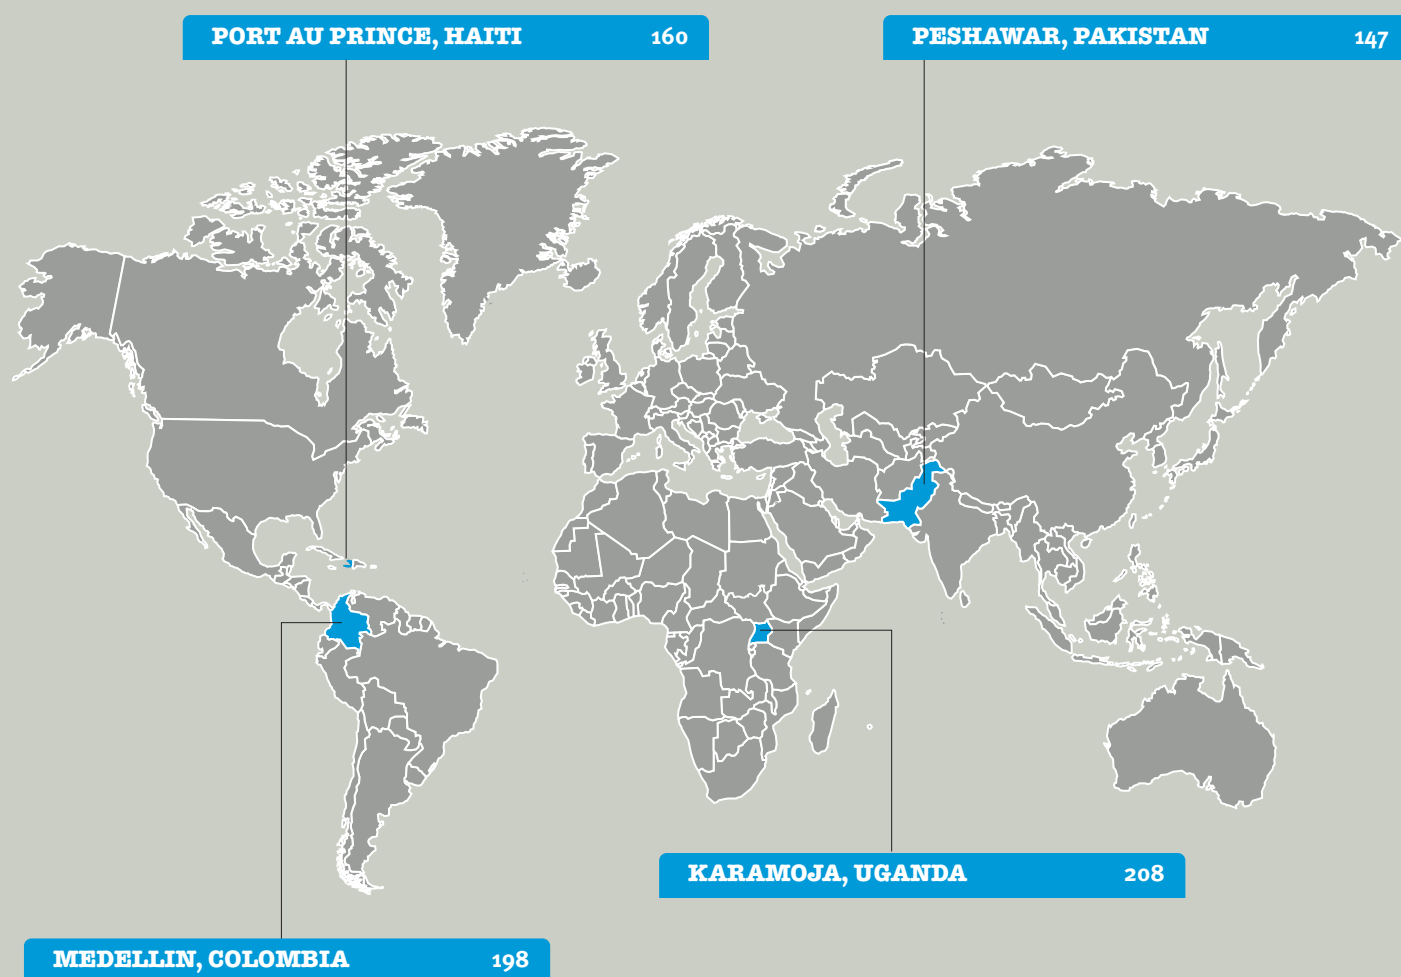 PORT AU PRINCE, HAITI 160
PESHAWAR, PAKISTAN 147
KARAMOJA, UGANDA 208
MEDELLIN, COLOMBIA 198